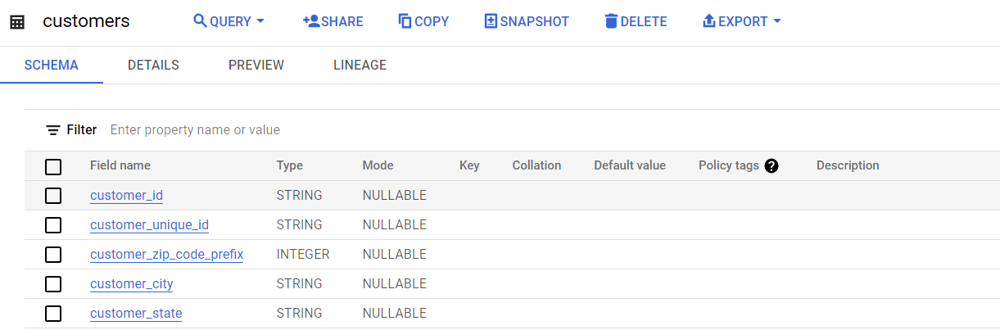 customers QUERY SHARE COPY SNAPSHOT DELETE EXPORT
SCHEMA DETAILS PREVIEW LINEAGE
Filter Enter property name or value
Field name Type Mode Key Collation Default value Policy tags ? Description
customer_id STRING NULLABLE
customer_unique_id STRING NULLABLE
customer_zip_code_prefix INTEGER NULLABLE
customer_city STRING NULLABLE
customer_state STRING NULLABLE